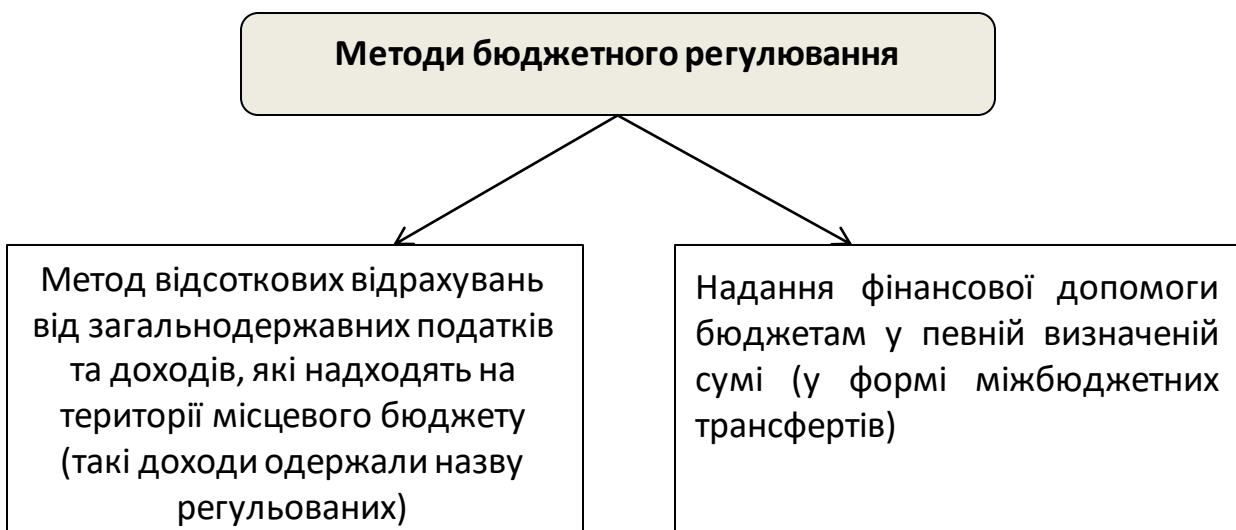 Методи бюджетного регулювання
Метод відсоткових відрахувань
від загальнодержавних податків
та доходів, які надходять на
території місцевого бюджету
(такі доходи одержали назву
регульованих)
Надання фінансової допомоги
бюджетам у певній визначеній
сумі (у формі міжбюджетних
трансфертів)